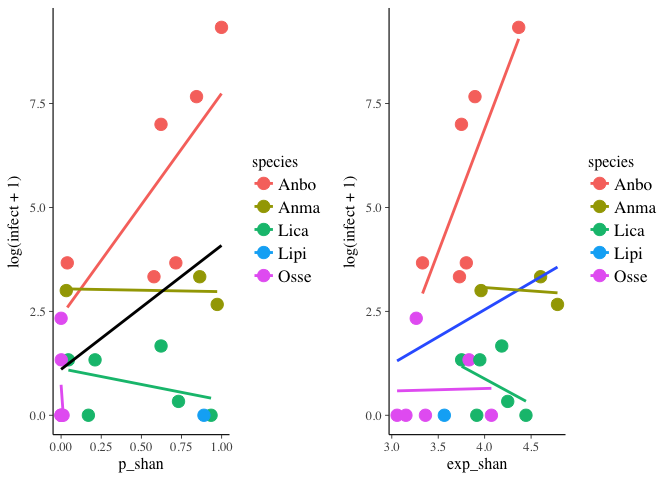 log(infect + 1)
7.5
5.0
2.5
0.0
0.00 0.25 0.50 0.75 1.00
p_shan
species
Anbo
Anma
Lica
Lipi
Osse
log(infect + 1)
7.5
5.0
2.5
0.0
3.0 3.5 4.0 4.5
exp_shan
species
Anbo
Anma
Lica
Lipi
Osse